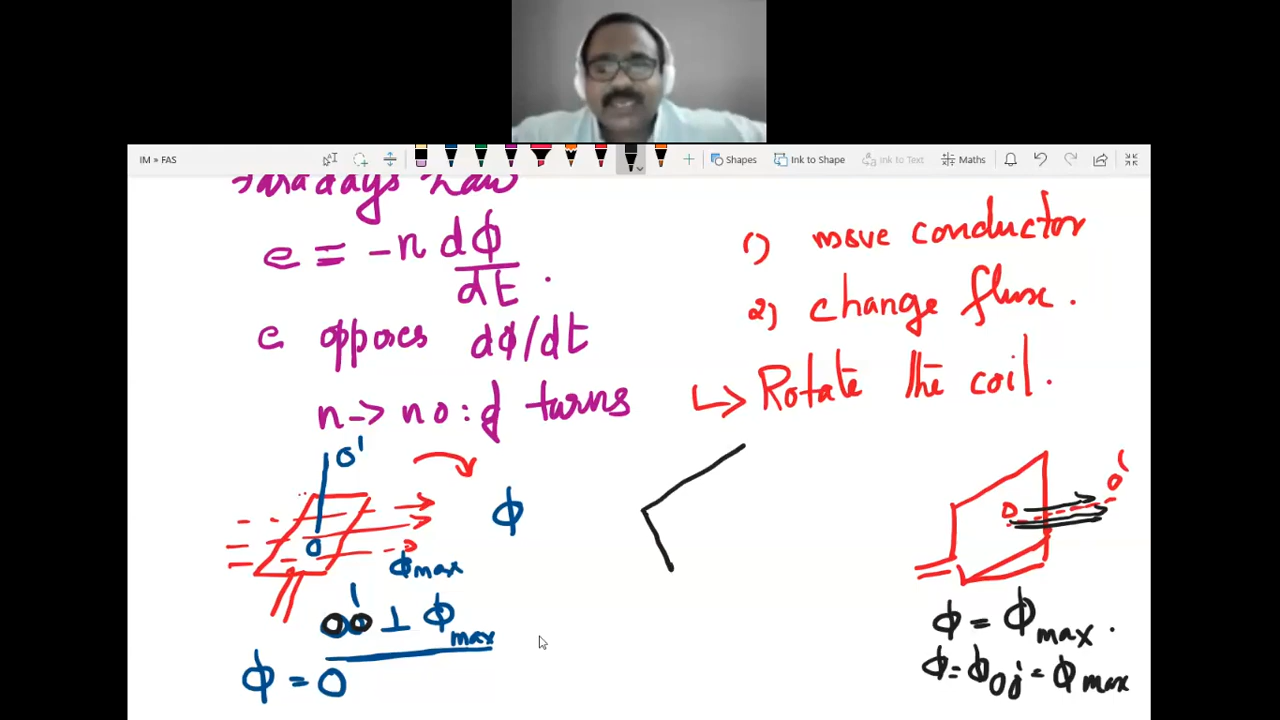 IM » FAS
Shapes
Ink to Shape
Ink to Text
Maths
Faradays Law
e = -n dφ/dt .
e opposes dφ/dt
n -> no: of turns
1) move conductor
2) change flux .
↳ Rotate the coil .
O'
O
φ
φmax
OO' ⊥ φmax
φ = 0
O
O'
φ = φmax .
φ = φOO' = φmax